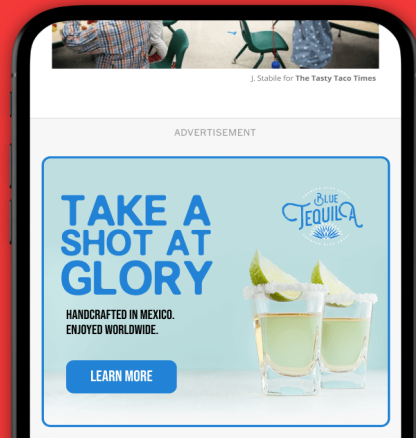 J. Stabile for The Tasty Taco Times
ADVERTISEMENT
TAKE A
SHOT AT
GLORY
BLUE
TEQUILA
HANDCRAFTED IN MEXICO.
ENJOYED WORLDWIDE.
LEARN MORE